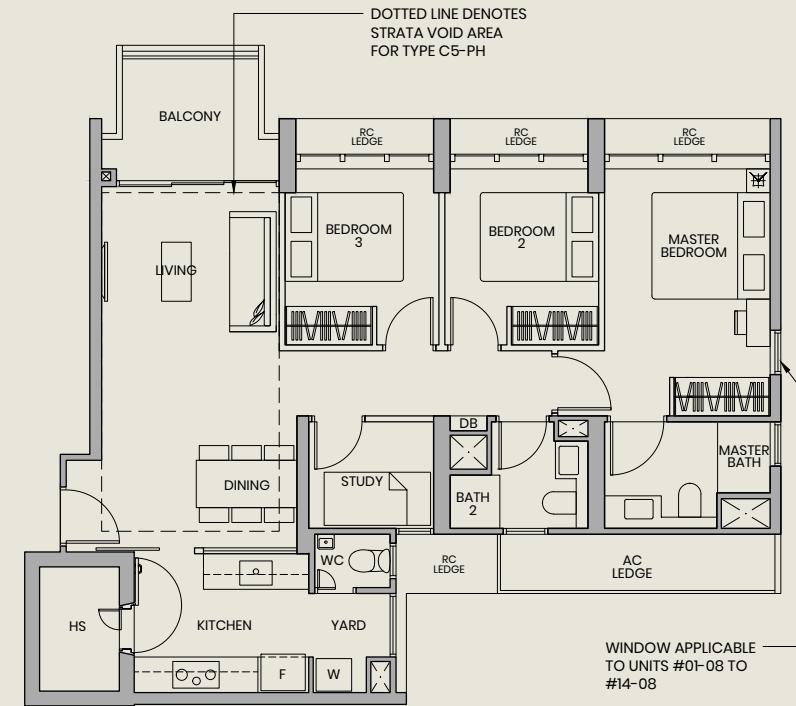 DOTTED LINE DENOTES
STRATA VOID AREA
FOR TYPE C5-PH
BALCONY
RC
LEDGE
RC
LEDGE
RC
LEDGE
BEDROOM
3
BEDROOM
2
MASTER
BEDROOM
LIVING
DB
MASTER
BATH
STUDY
DINING
BATH
2
WC
RC
LEDGE
AC
LEDGE
HS
KITCHEN
YARD
F
W
WINDOW APPLICABLE
TO UNITS #01-08 TO
#14-08